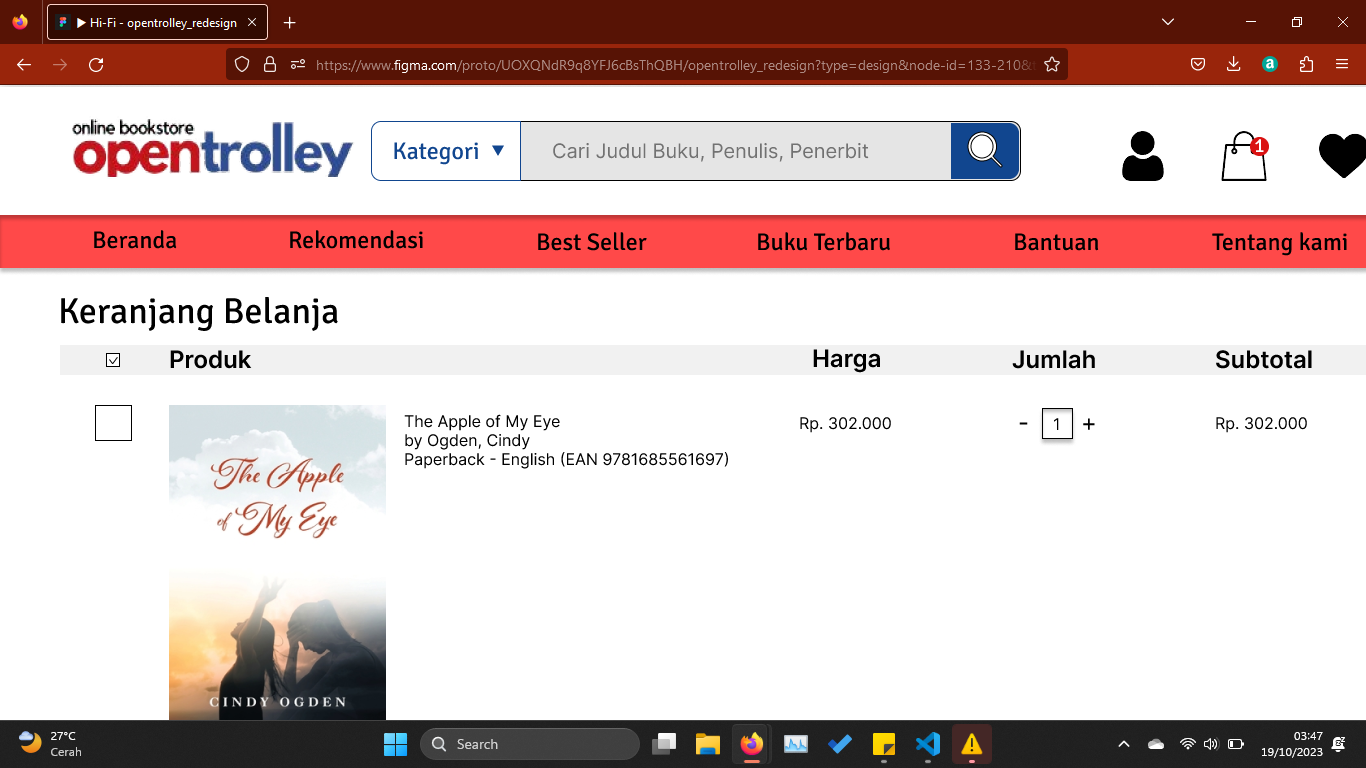 Hi-Fi - opentrolley_redesign
https://www.figma.com/proto/UOXQNdR9q8YFJ6cBsThQBH/opentrolley_redesign?type=design&node-id=133-210&
a
online bookstore
opentrolley
Kategori
Cari Judul Buku, Penulis, Penerbit
1
Beranda
Rekomendasi
Best Seller
Buku Terbaru
Bantuan
Tentang kami
Keranjang Belanja
Produk
Harga
Jumlah
Subtotal
The Apple of My Eye
by Ogden, Cindy
Paperback - English (EAN 9781685561697)
Rp. 302.000
- 1 +
Rp. 302.000
The Apple
of My Eye
CINDY OGDEN
27°C
Cerah
Search
03:47
19/10/2023